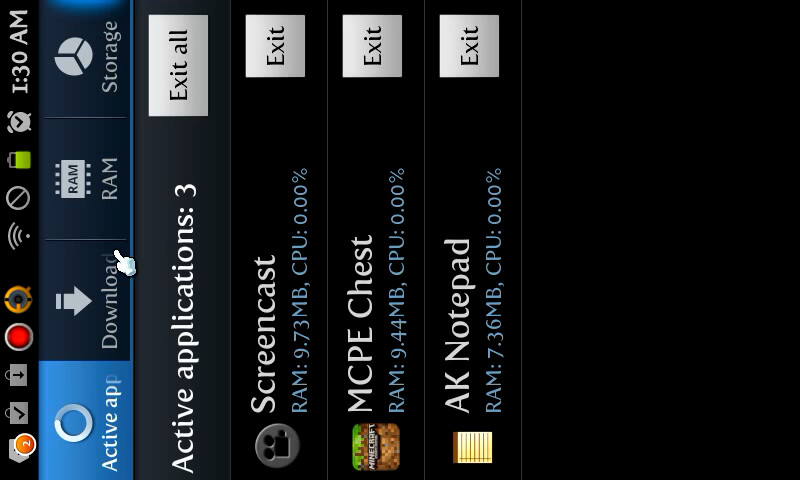 2
1:30 AM
Active app
Download
RAM
RAM
Storage
Active applications: 3
Exit all
Screencast
RAM: 9.73MB, CPU: 0.00%
Exit
MINECRAFT
MCPE Chest
RAM: 9.44MB, CPU: 0.00%
Exit
AK Notepad
RAM: 7.36MB, CPU: 0.00%
Exit